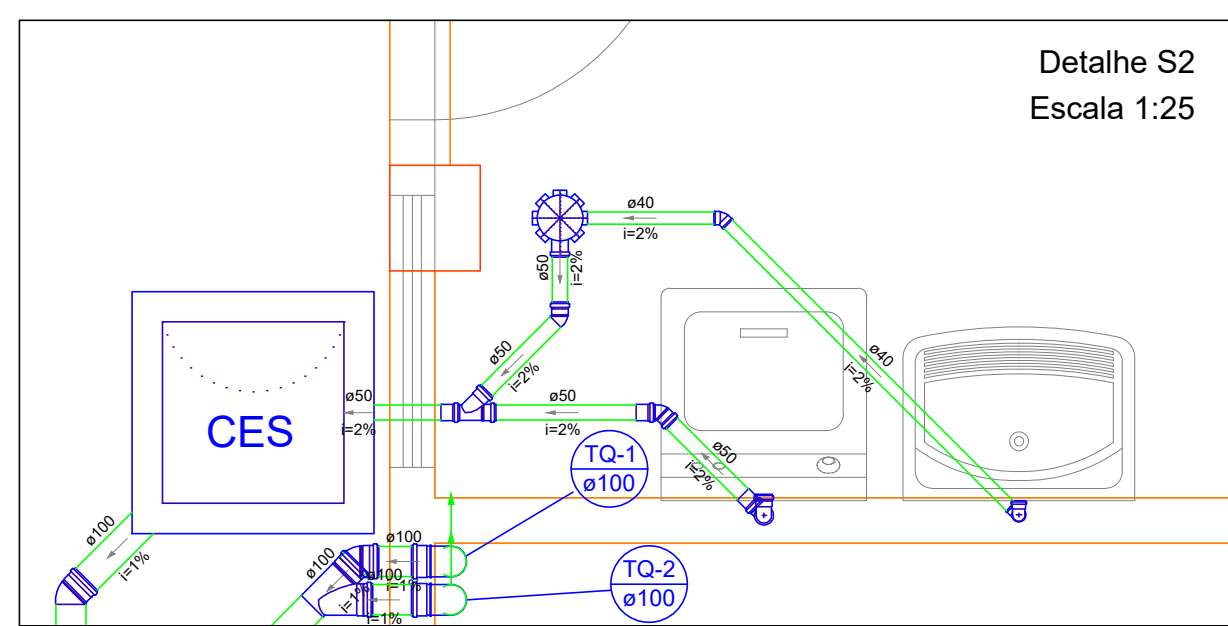 Detalhe S2
Escala 1:25
ø40
i=2%
ø50
i=2%
ø50
i=2%
ø40
i=2%
ø50
i=2%
ø50
i=2%
ø50
i=2%
CES
TQ-1
ø100
ø100
i=1%
ø100
i=1%
ø100
i=1%
ø100
i=1%
TQ-2
ø100